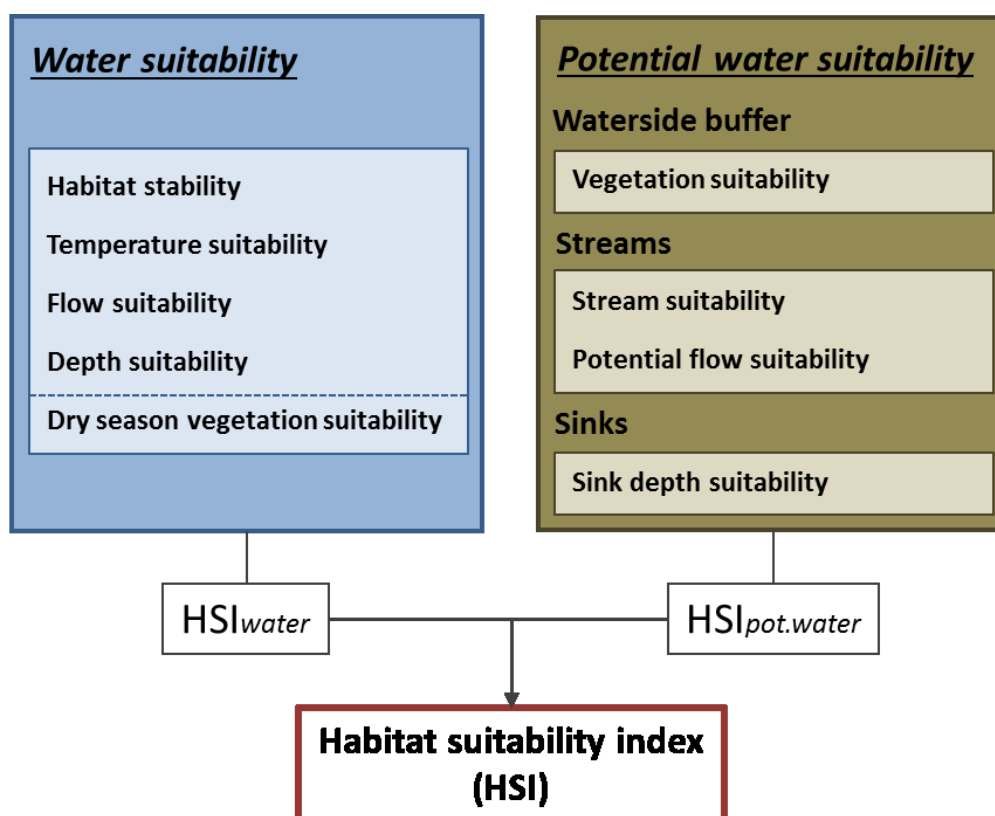 Water suitability
Habitat stability
Temperature suitability
Flow suitability
Depth suitability
Dry season vegetation suitability
Potential water suitability
Waterside buffer
Vegetation suitability
Streams
Stream suitability
Potential flow suitability
Sinks
Sink depth suitability
HSIwater
HSIpot.water
Habitat suitability index
(HSI)